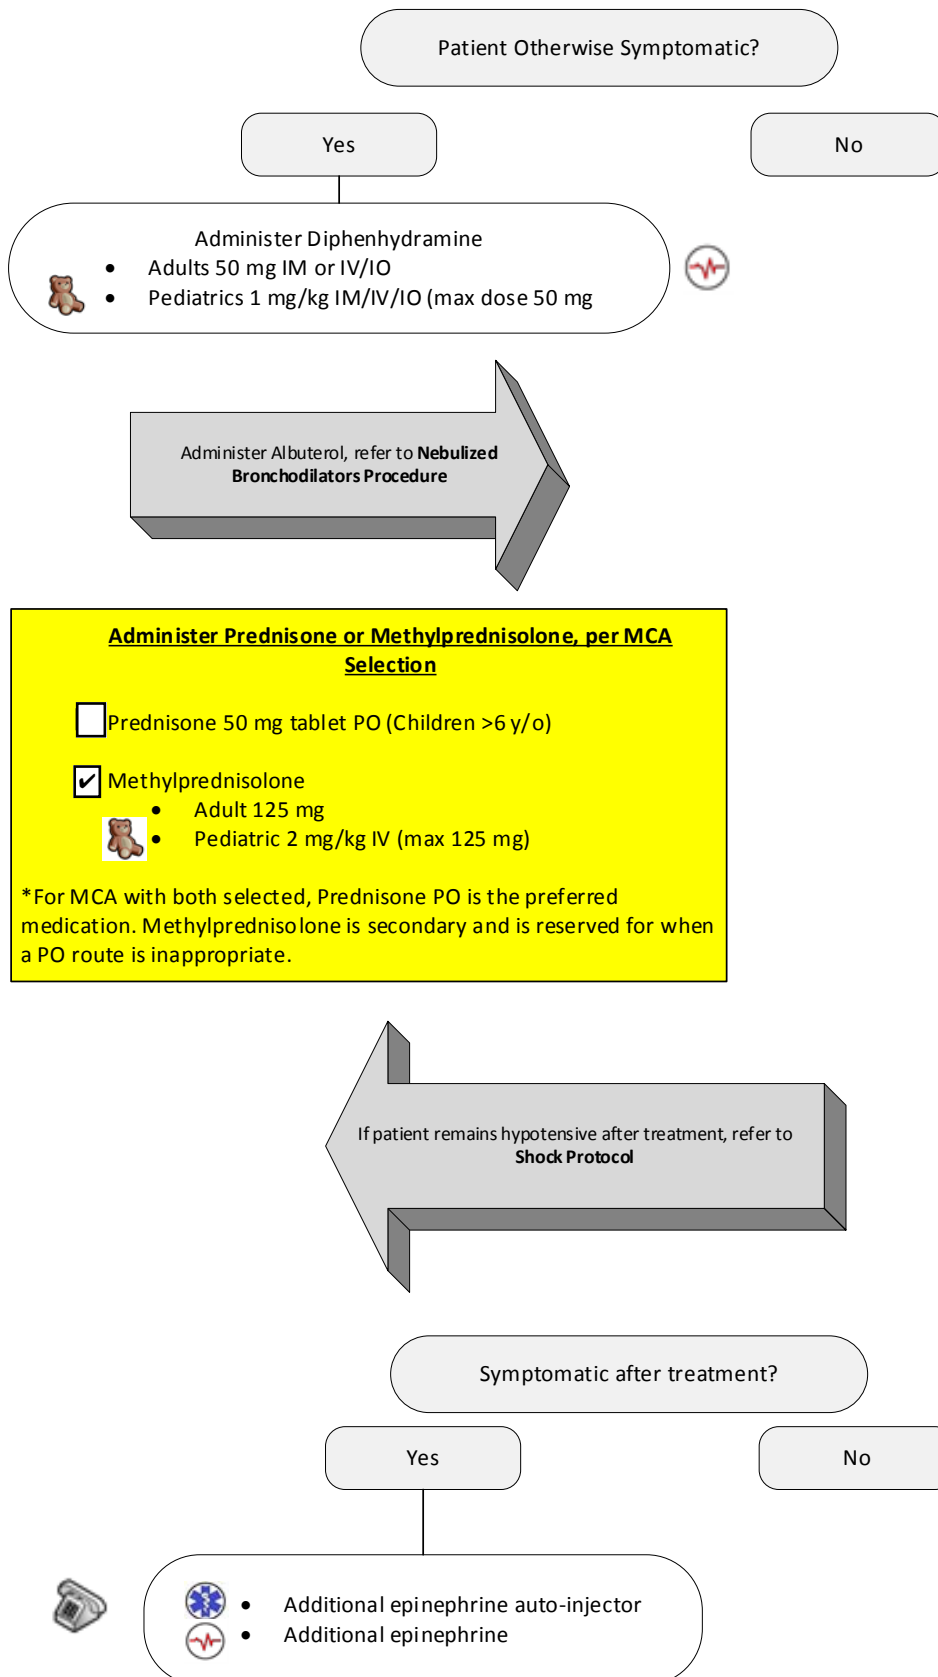 Patient Otherwise Symptomatic?
Yes
No
Administer Diphenhydramine
• Adults 50 mg IM or IV/IO
• Pediatrics 1 mg/kg IM/IV/IO (max dose 50 mg
Administer Albuterol, refer to Nebulized
Bronchodilators Procedure
Administer Prednisone or Methylprednisolone, per MCA
Selection
Prednisone 50 mg tablet PO (Children >6 y/o)
✔ Methylprednisolone
• Adult 125 mg
• Pediatric 2 mg/kg IV (max 125 mg)
*For MCA with both selected, Prednisone PO is the preferred
medication. Methylprednisolone is secondary and is reserved for when
a PO route is inappropriate.
If patient remains hypotensive after treatment, refer to
Shock Protocol
Symptomatic after treatment?
Yes
No
• Additional epinephrine auto-injector
• Additional epinephrine